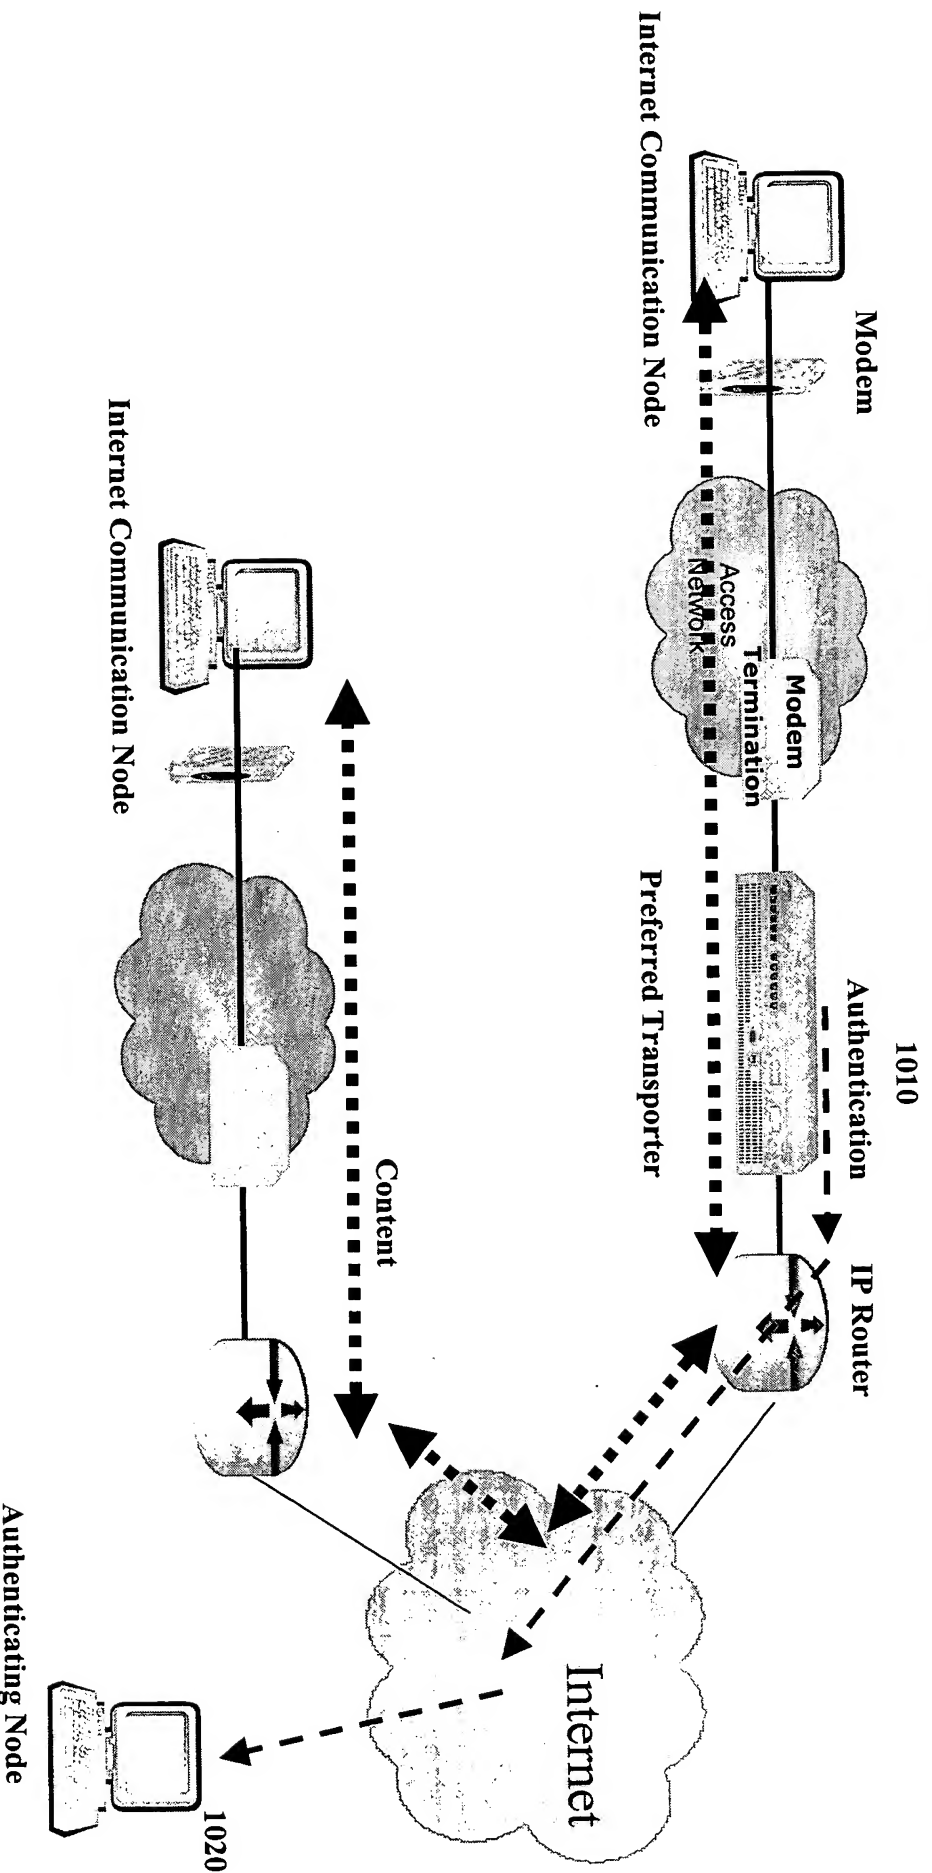 1010
Modem
Authentication
IP Router
Modem
Termination
Access
Network
Internet Communication Node
Preferred Transporter
Internet
Content
1020
Internet Communication Node
Authenticating Node